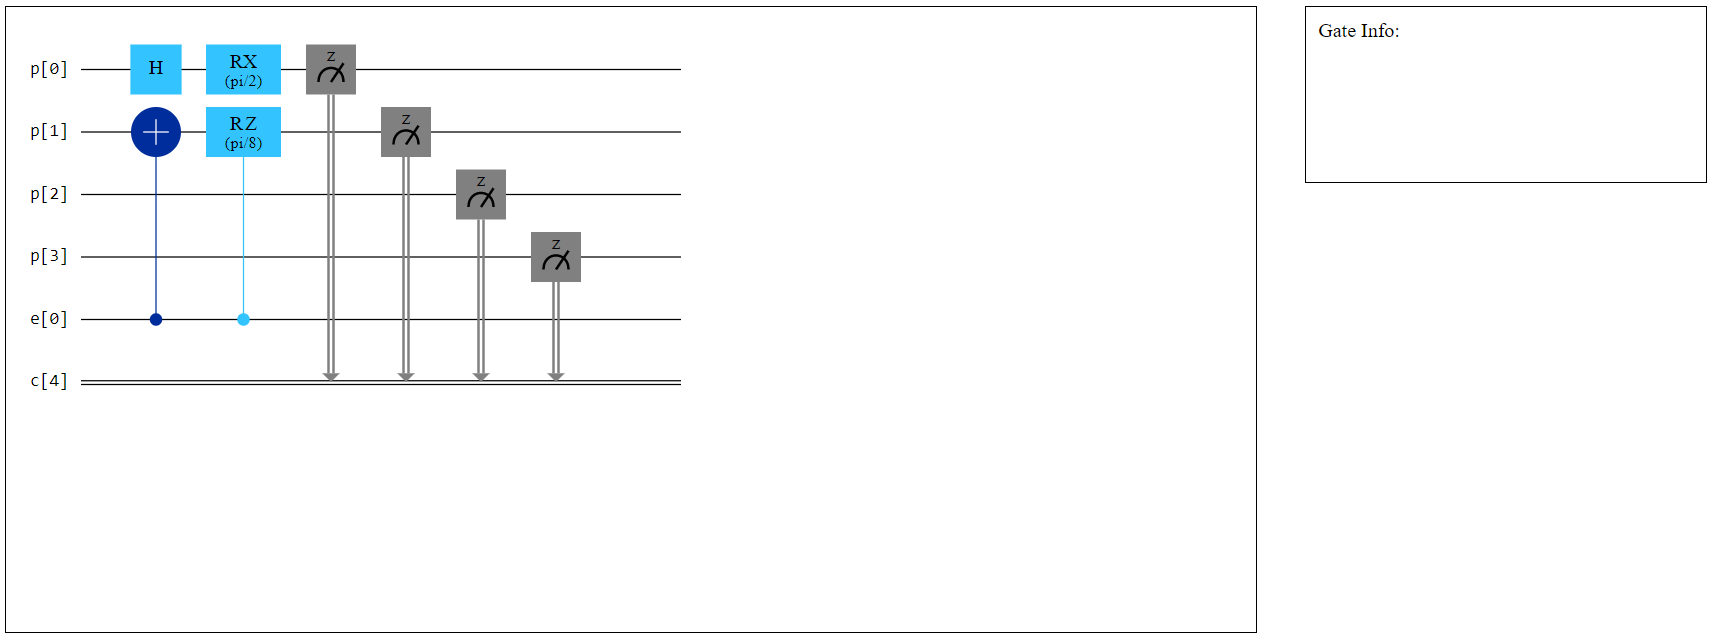 Gate Info:
p[0] H RX (pi/2) Z
p[1] RZ (pi/8) Z
p[2] Z
p[3] Z
e[0]
c[4]